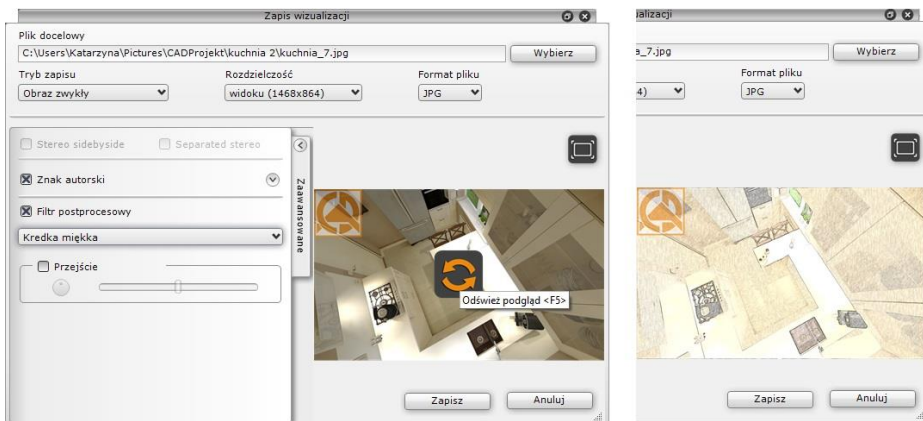 Zapis wizualizacji
Plik docelowy
C:\Users\Katarzyna\Pictures\CADProjekt\kuchnia 2\kuchnia_7.jpg
Wybierz
Tryb zapisu
Rozdzielczość
Format pliku
Obraz zwykły
widoku (1468x864)
JPG
Stereo sidebyside
Separated stereo
Znak autorski
Filtr postprocesowy
Kredka miękka
Przejście
Zaawansowane
Odśwież podgląd <F5>
Zapisz
Anuluj
ualizacji
a_7.jpg
Wybierz
Format pliku
4)
JPG
Zapisz
Anuluj